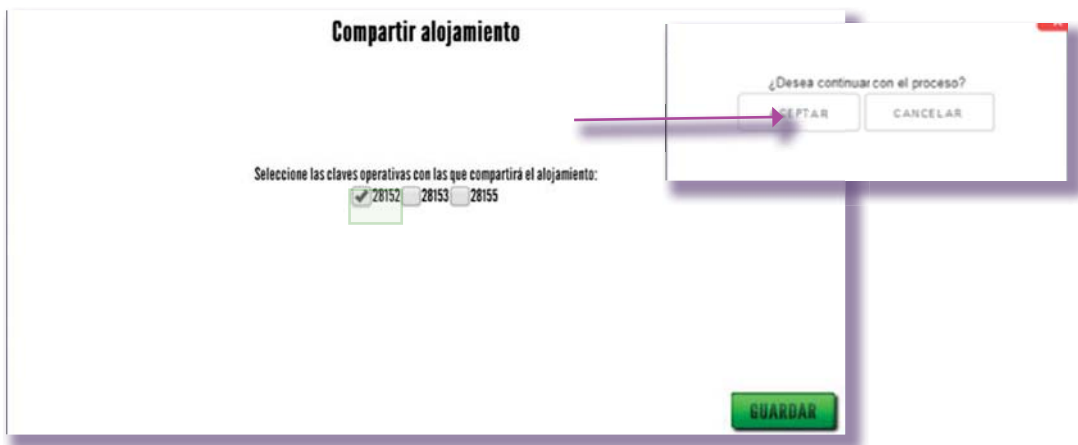 Compartir alojamiento
¿Desea continuar con el proceso?
ACEPTAR CANCELAR
Seleccione las claves operativas con las que compartirá el alojamiento:
28152 28153 28155
GUARDAR